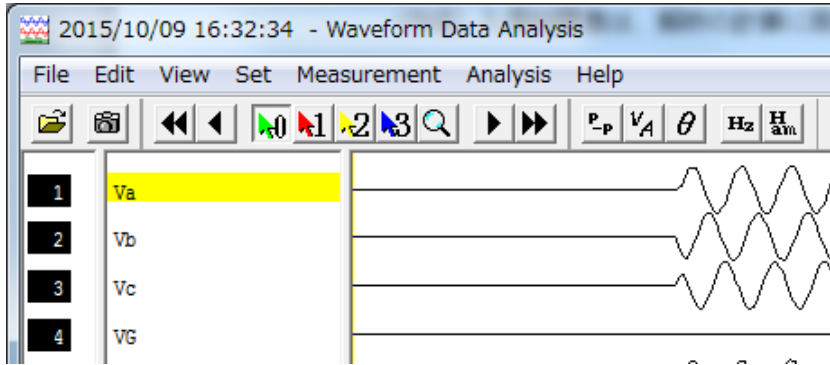 2015/10/09 16:32:34 - Waveform Data Analysis
File Edit View Set Measurement Analysis Help
0 1 2 3 P-P V/A θ Hz Ham
1 Va
2 Vb
3 Vc
4 VG